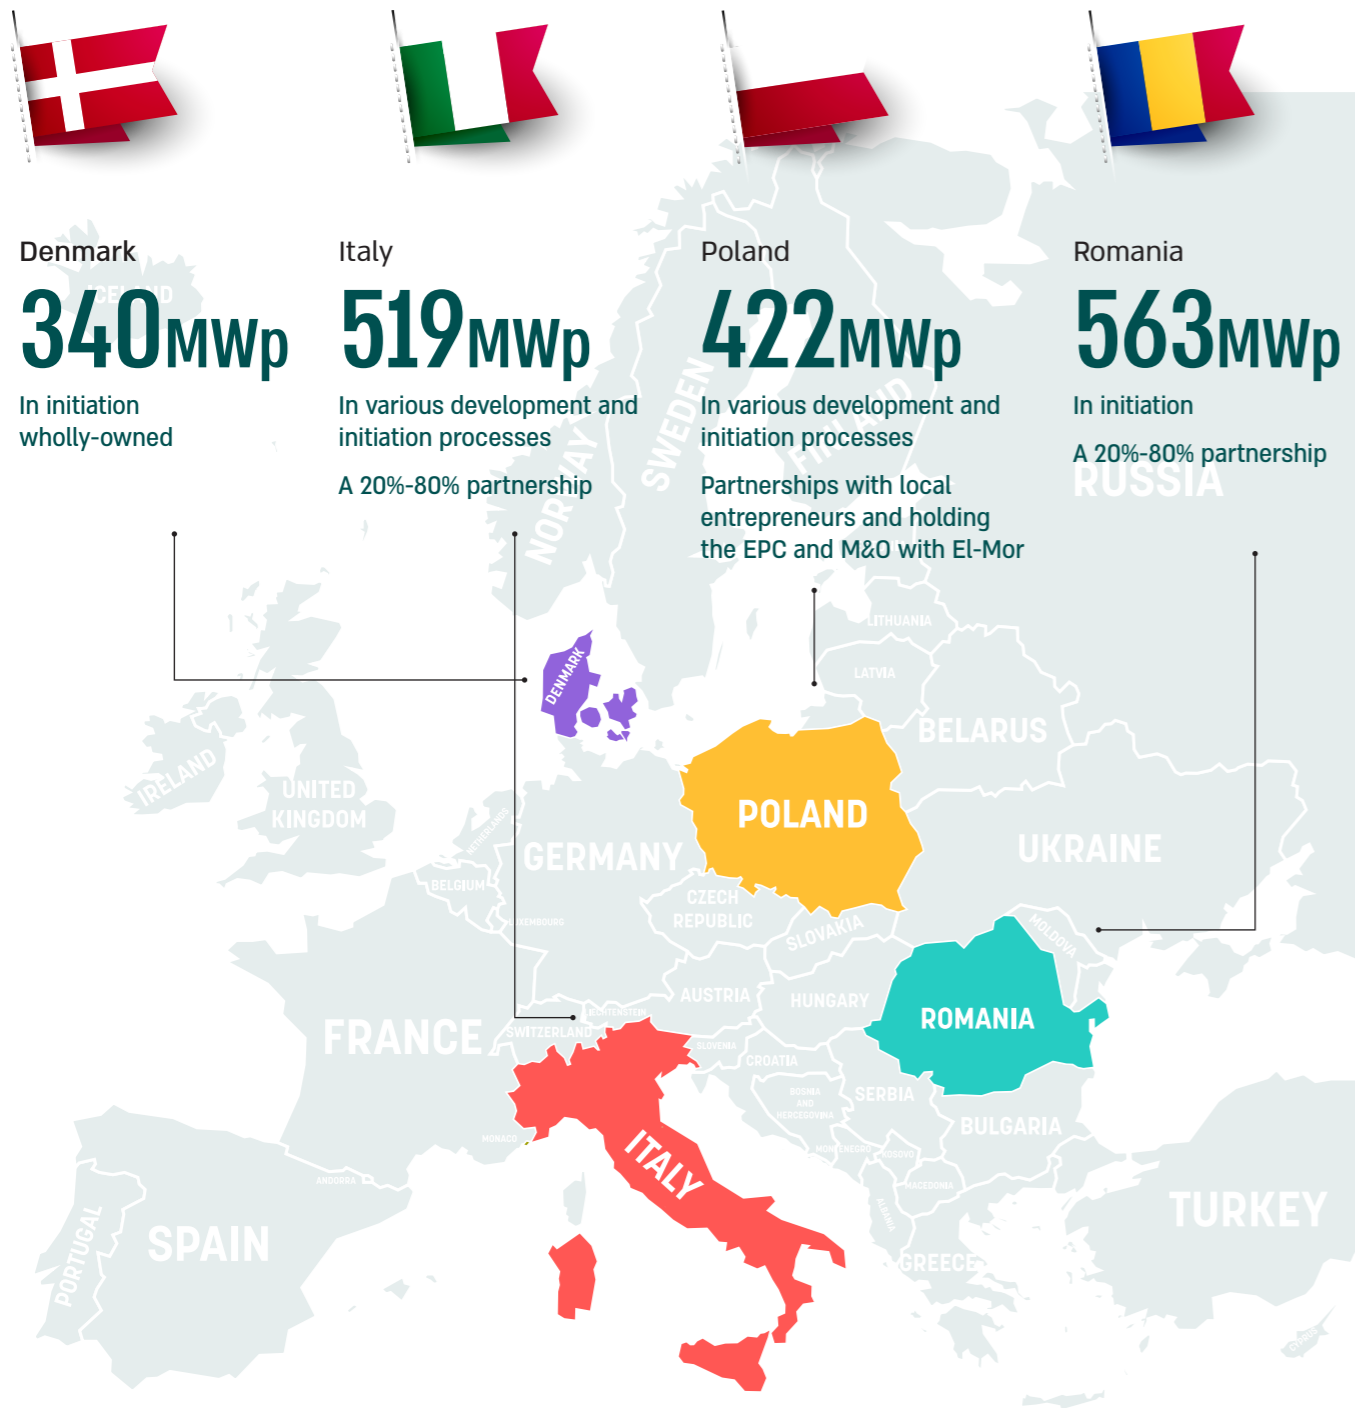 Denmark
340MWp
In initiation
wholly-owned
Italy
519MWp
In various development and
initiation processes
A 20%-80% partnership
Poland
422MWp
In various development and
initiation processes
Partnerships with local
entrepreneurs and holding
the EPC and M&O with El-Mor
Romania
563MWp
In initiation
A 20%-80% partnership
ICELAND
NORWAY
SWEDEN
FINLAND
RUSSIA
LITHUANIA
LATVIA
BELARUS
DENMARK
IRELAND
UNITED
KINGDOM
NETHERLANDS
BELGIUM
LUXEMBOURG
GERMANY
POLAND
UKRAINE
CZECH
REPUBLIC
SLOVAKIA
MOLDOVA
AUSTRIA
HUNGARY
ROMANIA
FRANCE
SWITZERLAND
LIECHTENSTEIN
SLOVENIA
CROATIA
BOSNIA
AND
HERCEGOVINA
SERBIA
BULGARIA
MONACO
ITALY
MONTENEGRO
KOSOVO
MACEDONIA
ALBANIA
ANDORRA
PORTUGAL
SPAIN
GREECE
TURKEY
CYPRUS